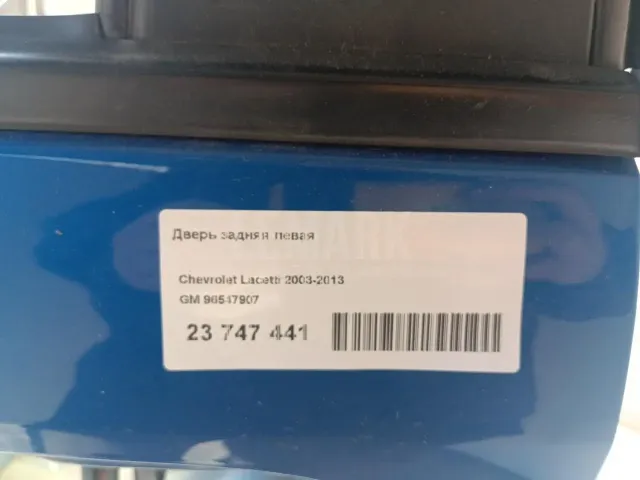 Дверь задняя левая
Chevrolet Lacetti 2003-2013
GM 96547907
23 747 441